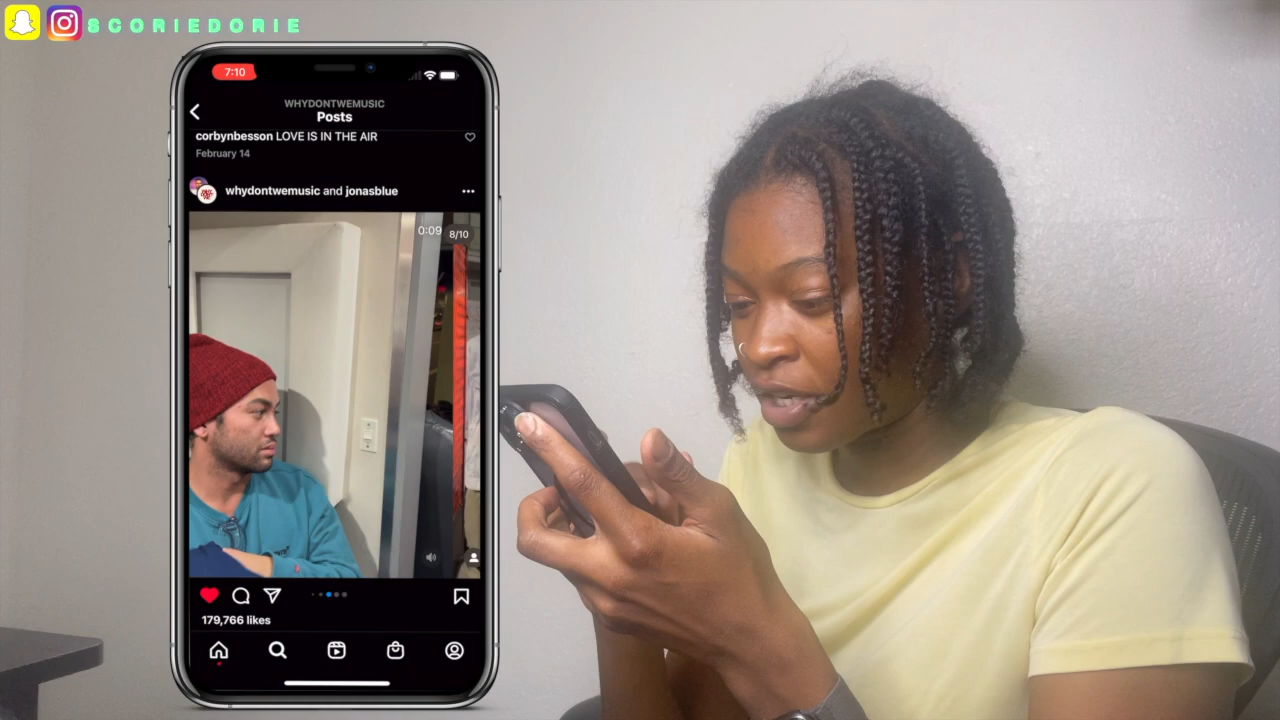 SCORIEDORIE
7:10
WHYDONTWEMUSIC
Posts
corbynbesson LOVE IS IN THE AIR
February 14
whydontwemusic and jonasblue
0:09
8/10
179,766 likes